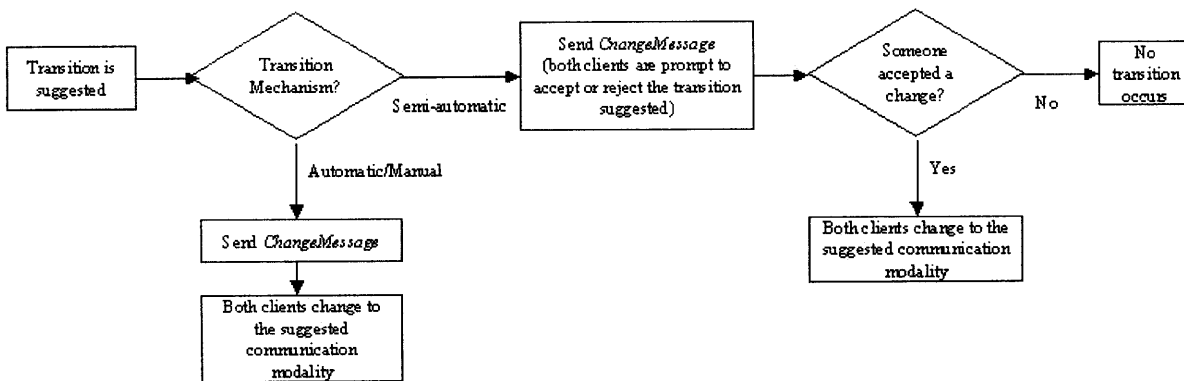 Transition is
suggested
Transition
Mechanism?
Semi-automatic
Send ChangeMessage
(both clients are prompt to
accept or reject the transition
suggested)
Someone
accepted a
change?
No
No
transition
occurs
Automatic/Manual
Yes
Send ChangeMessage
Both clients change to the
suggested communication
modality
Both clients change to
the suggested
communication
modality